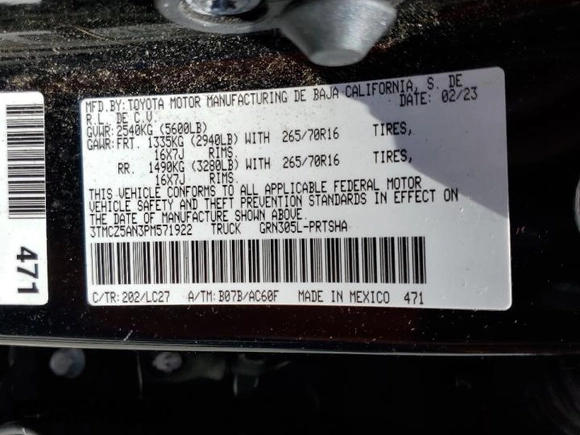 MFD.BY:TOYOTA MOTOR MANUFACTURING DE BAJA CALIFORNIA, S. DE
R.L. DE C.V. DATE: 02/23
GVWR: 2540KG (5600LB)
GAWR: FRT. 1335KG (2940LB) WITH 265/70R16 TIRES,
16X7J RIMS
RR. 1490KG (3280LB) WITH 265/70R16 TIRES,
16X7J RIMS
THIS VEHICLE CONFORMS TO ALL APPLICABLE FEDERAL MOTOR
VEHICLE SAFETY AND THEFT PREVENTION STANDARDS IN EFFECT ON
THE DATE OF MANUFACTURE SHOWN ABOVE.
3TMCZ5AN3PM571922 TRUCK GRN305L-PRTSHA
C/TR: 202/LC27 A/TM: B07B/AC60F MADE IN MEXICO 471
471